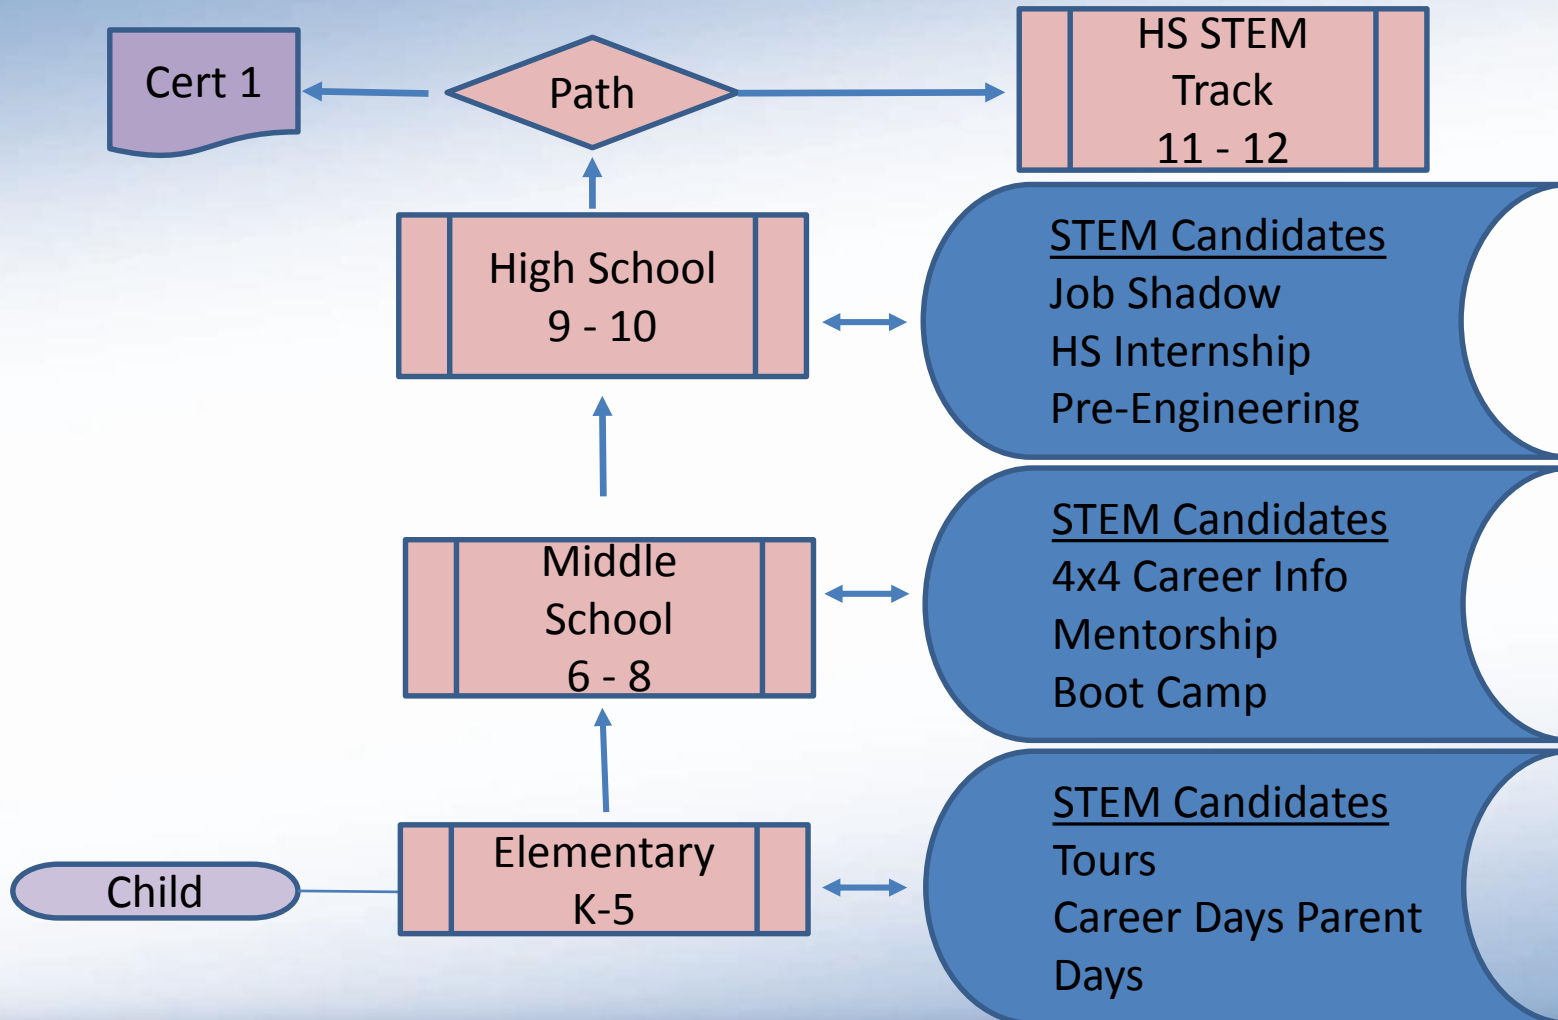 Cert 1
Path
HS STEM
Track
11 - 12
High School
9 - 10
STEM Candidates
Job Shadow
HS Internship
Pre-Engineering
Middle
School
6 - 8
STEM Candidates
4x4 Career Info
Mentorship
Boot Camp
Child
Elementary
K-5
STEM Candidates
Tours
Career Days Parent
Days